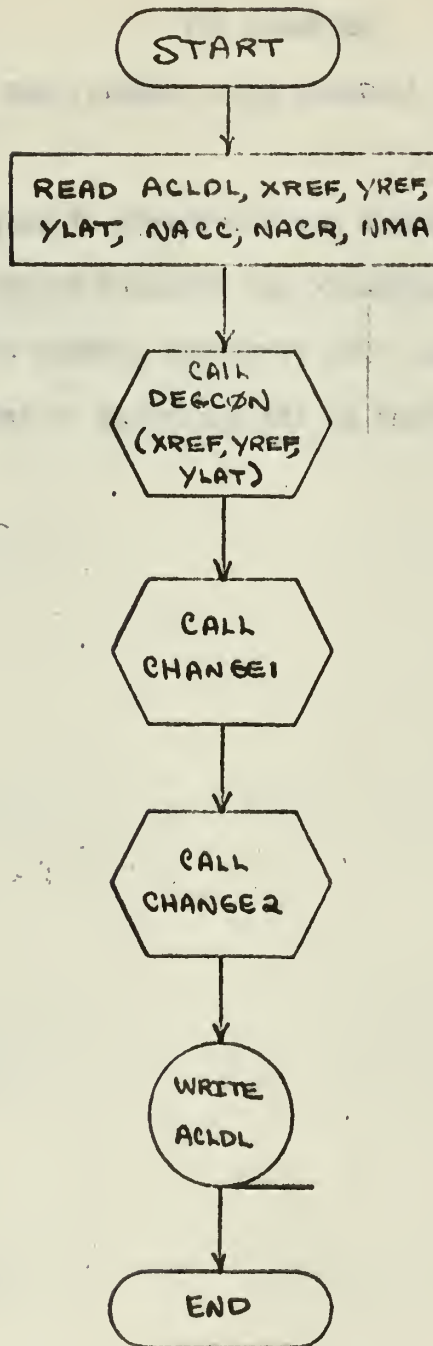 START
READ ACLDL, XREF, YREF,
YLAT, NACC, NACR, NMA
CALL
DEGCØN
(XREF, YREF,
YLAT)
CALL
CHANGE1
CALL
CHANGE2
WRITE
ACLDL
END